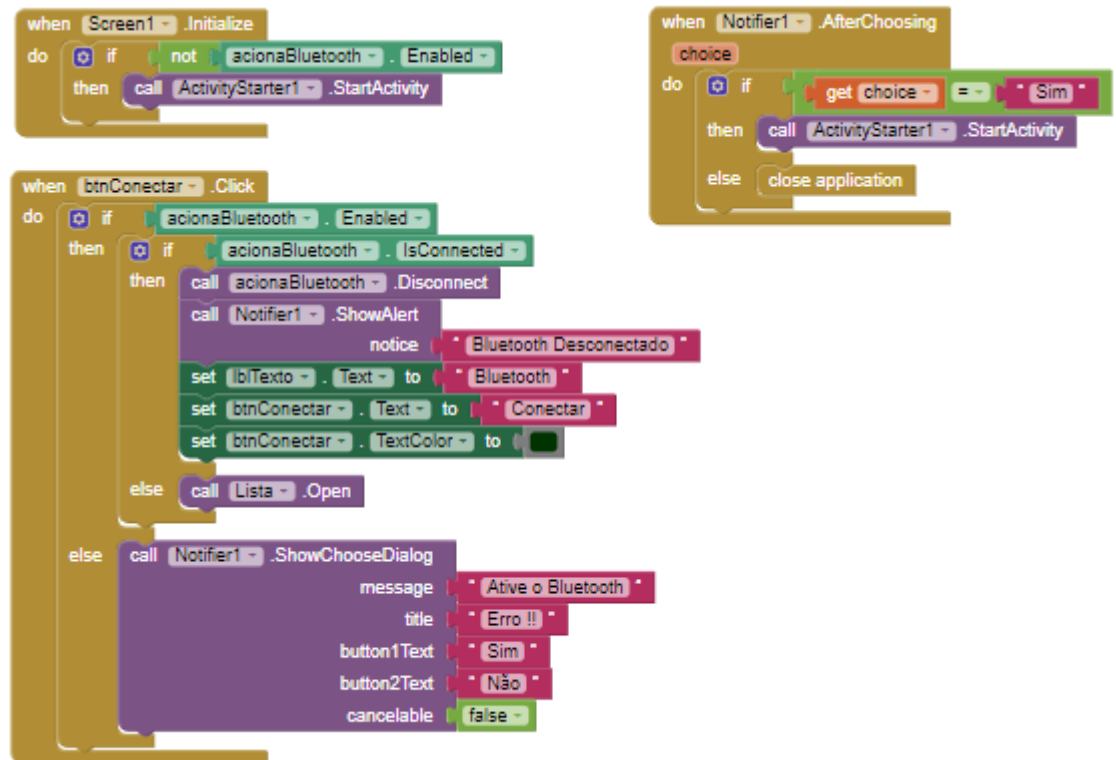 when Screen1 .Initialize
do if not acionaBluetooth . Enabled
then call ActivityStarter1 .StartActivity
when btnConectar .Click
do if acionaBluetooth . Enabled
then if acionaBluetooth . IsConnected
then call acionaBluetooth .Disconnect
call Notifier1 .ShowAlert
notice " Bluetooth Desconectado "
set lblTexto . Text to " Bluetooth "
set btnConectar . Text to " Conectar "
set btnConectar . TextColor to
else call Lista .Open
else call Notifier1 .ShowChooseDialog
message " Ative o Bluetooth "
title " Erro !! "
button1Text " Sim "
button2Text " Não "
cancelable false
when Notifier1 .AfterChoosing
choice
do if get choice = " Sim "
then call ActivityStarter1 .StartActivity
else close application